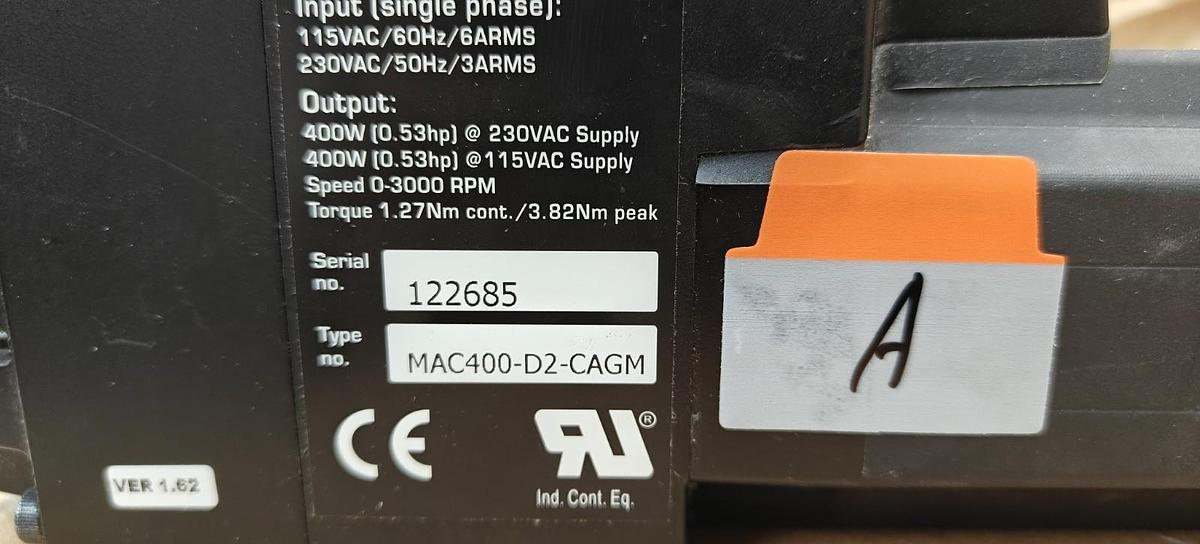 Input (single phase):
115VAC/60Hz/6ARMS
230VAC/50Hz/3ARMS
Output:
400W (0.53hp) @ 230VAC Supply
400W (0.53hp) @115VAC Supply
Speed 0-3000 RPM
Torque 1.27Nm cont./3.82Nm peak
Serial
no.
122685
Type
no.
MAC400-D2-CAGM
CE
RU®
Ind. Cont. Eq.
VER 1.62
A